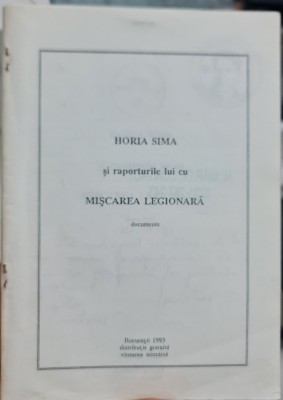 HORIA SIMA
și raporturile lui cu
MIȘCAREA LEGIONARĂ
documente
București 1993
distribuție gratuită
vânzarea interzisă